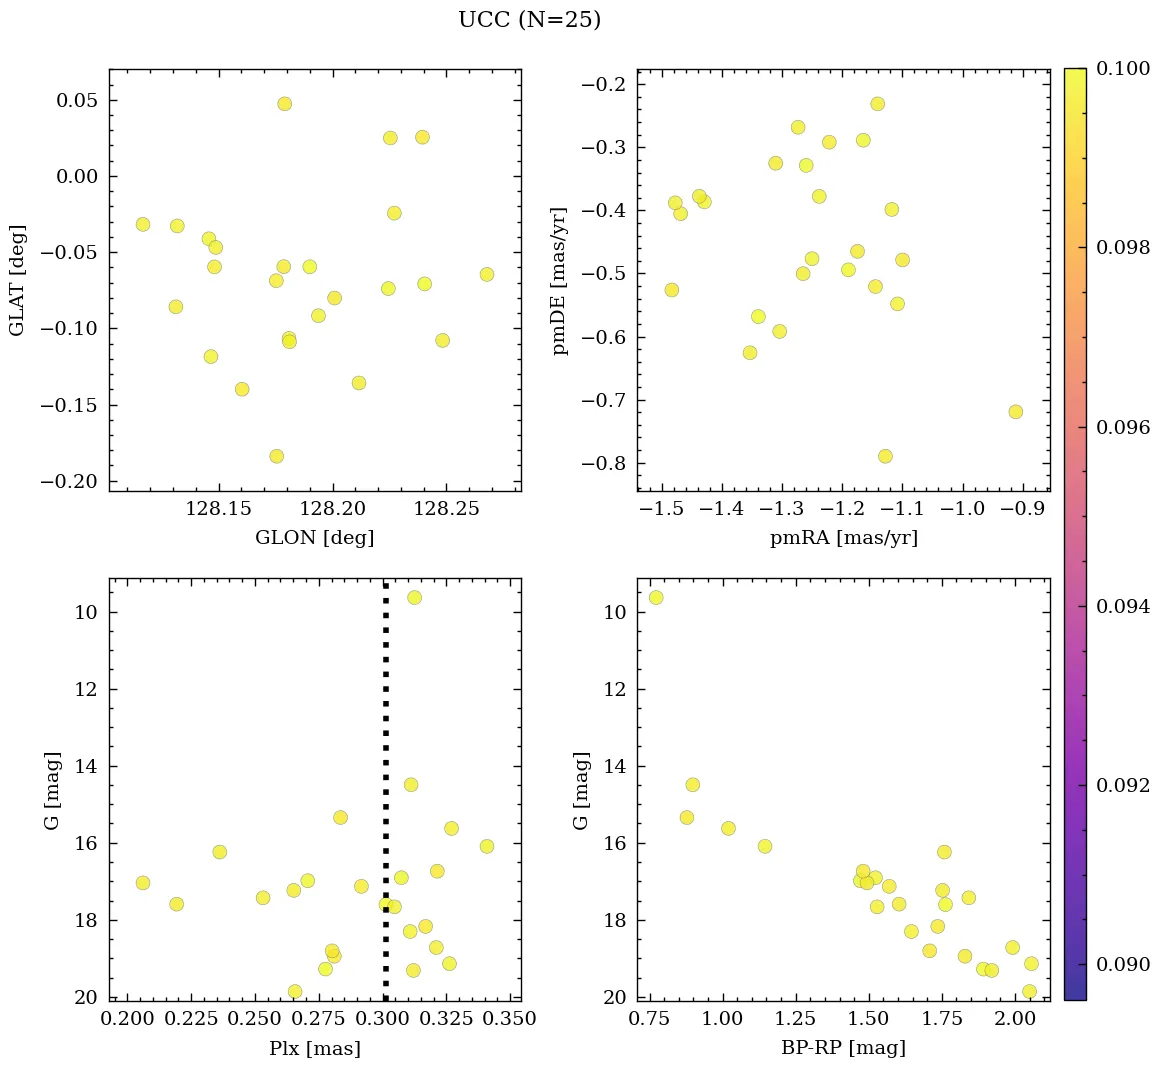 UCC (N=25)
0.05
0.00
−0.05
−0.10
−0.15
−0.20
GLAT [deg]
128.15 128.20 128.25
GLON [deg]
−0.2
−0.3
−0.4
−0.5
−0.6
−0.7
−0.8
pmDE [mas/yr]
−1.5 −1.4 −1.3 −1.2 −1.1 −1.0 −0.9
pmRA [mas/yr]
10
12
14
16
18
20
G [mag]
0.200 0.225 0.250 0.275 0.300 0.325 0.350
Plx [mas]
10
12
14
16
18
20
G [mag]
0.75 1.00 1.25 1.50 1.75 2.00
BP-RP [mag]
0.100
0.098
0.096
0.094
0.092
0.090